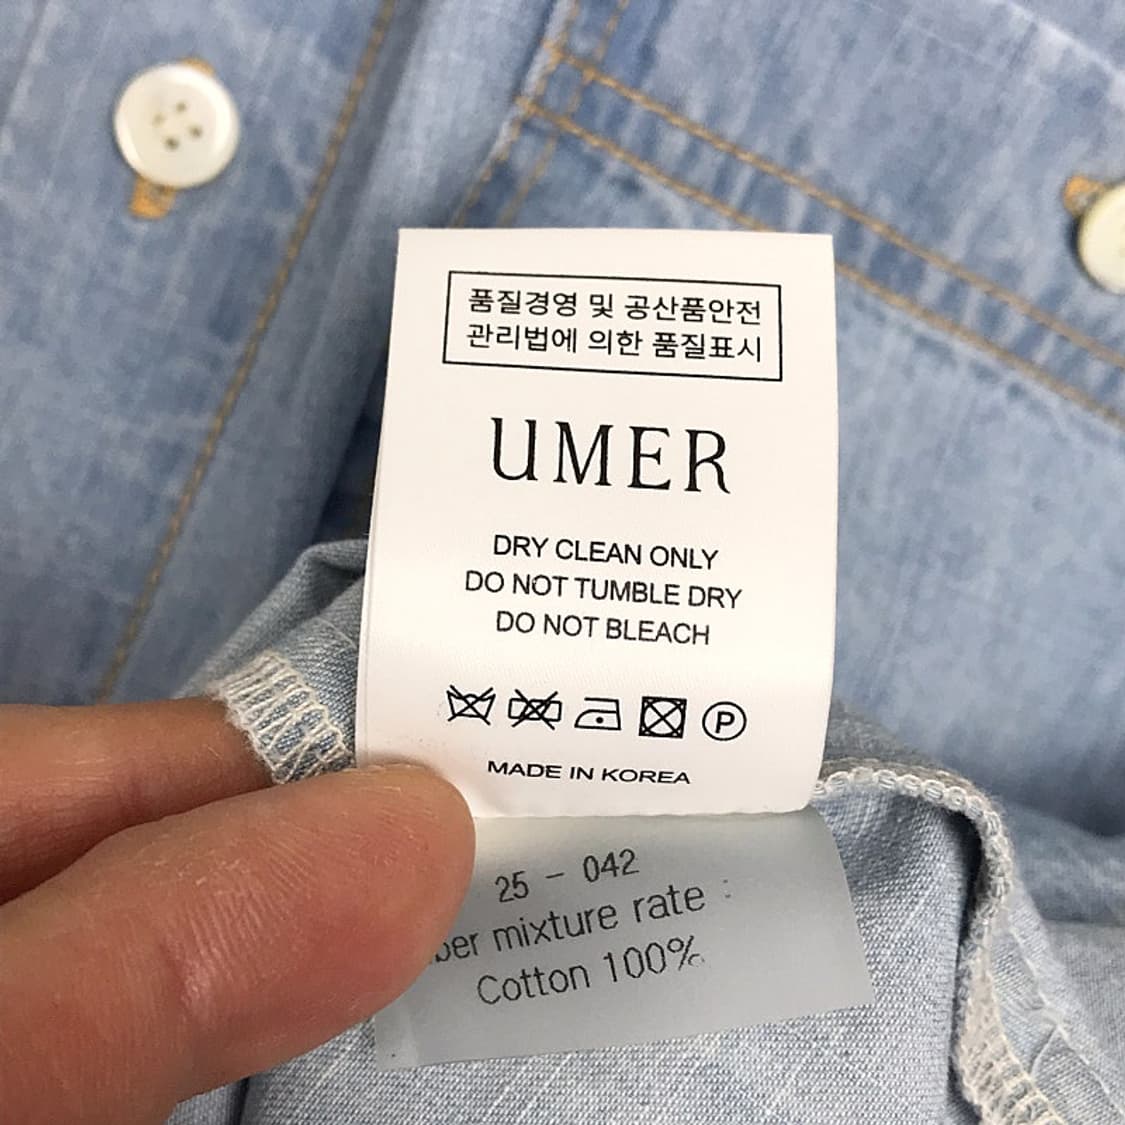 품질경영 및 공산품안전
관리법에 의한 품질표시
UMER
DRY CLEAN ONLY
DO NOT TUMBLE DRY
DO NOT BLEACH
P
MADE IN KOREA
25 - 042
mixture rate :
Cotton 100%